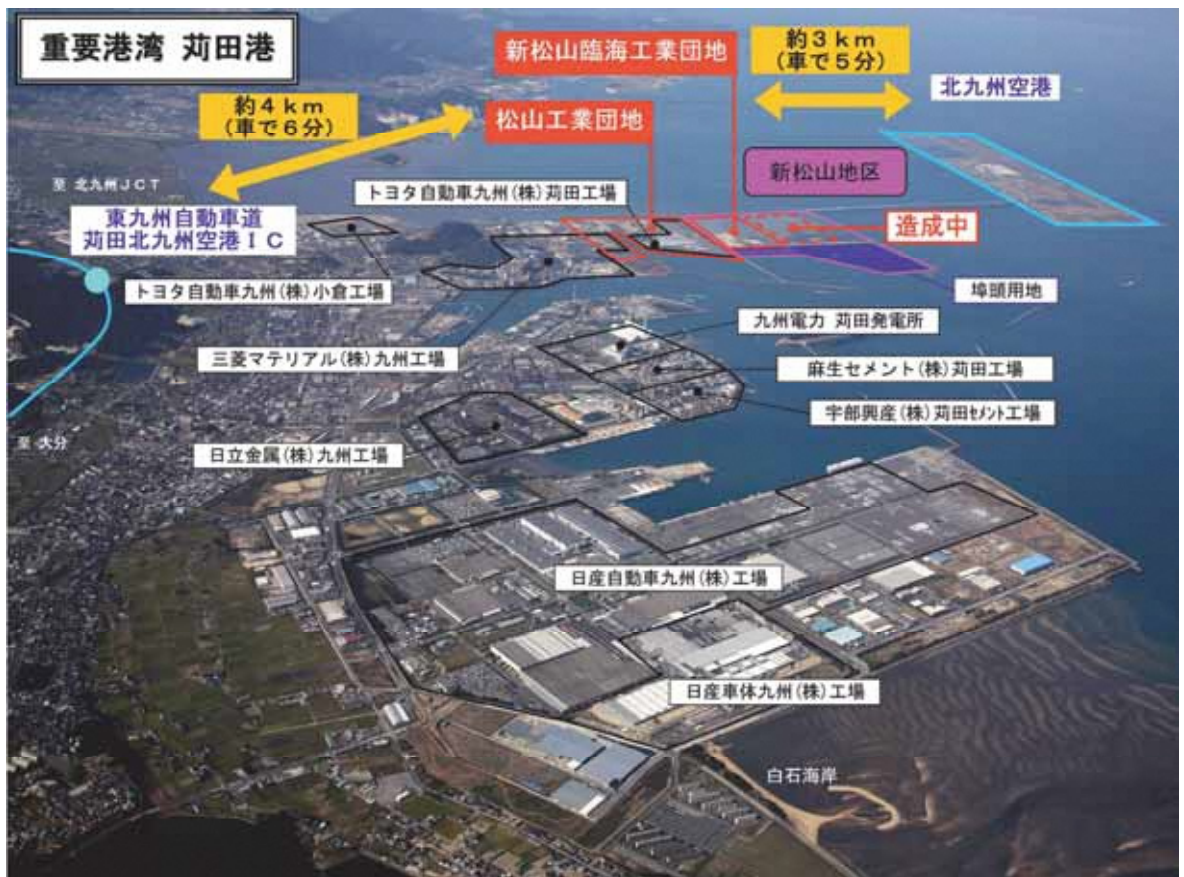 重要港湾 苅田港
新松山臨海工業団地
約3km
(車で5分)
北九州空港
約4km
(車で6分)
松山工業団地
新松山地区
至 北九州JCT
トヨタ自動車九州(株)苅田工場
東九州自動車道
苅田北九州空港IC
造成中
トヨタ自動車九州(株)小倉工場
埠頭用地
九州電力 苅田発電所
三菱マテリアル(株)九州工場
麻生セメント(株)苅田工場
宇部興産(株)苅田ｾﾒﾝﾄ工場
至 大分
日立金属(株)九州工場
日産自動車九州(株)工場
日産車体九州(株)工場
白石海岸